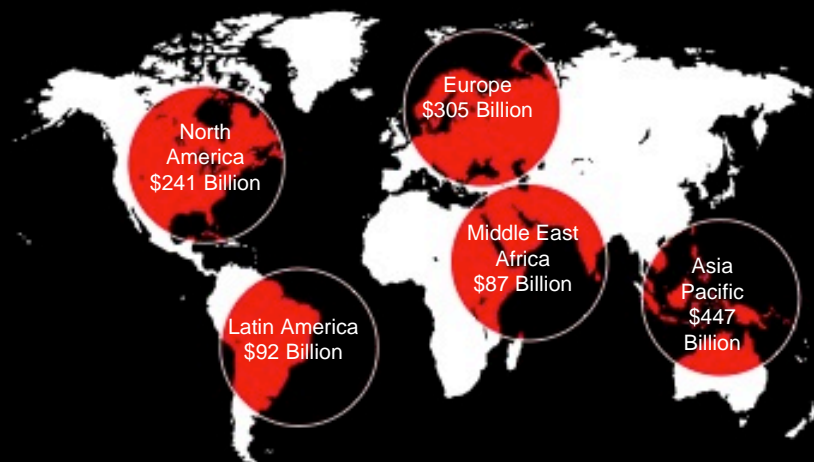 North
America
$241 Billion
Europe
$305 Billion
Middle East
Africa
$87 Billion
Asia
Pacific
$447
Billion
Latin America
$92 Billion